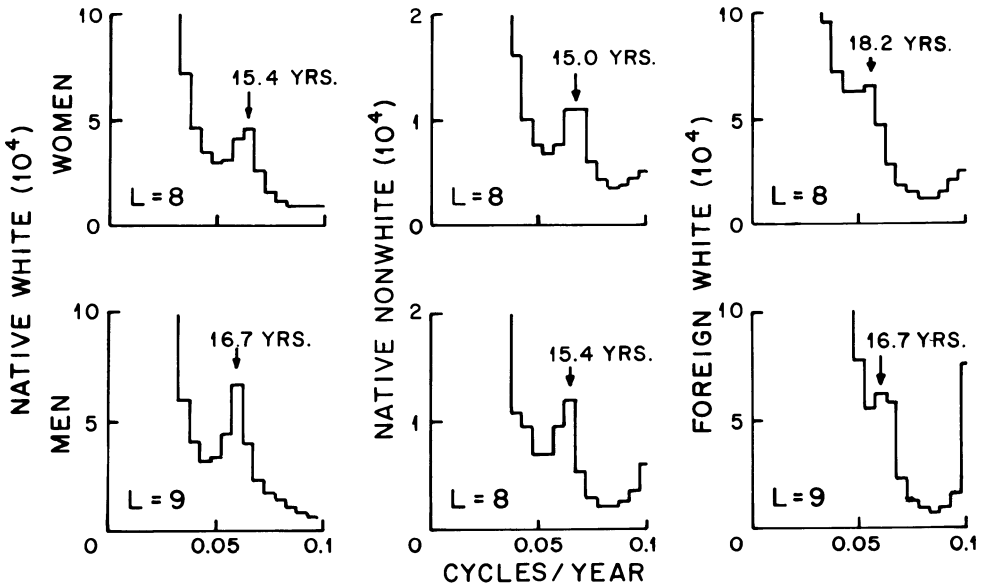 NATIVE WHITE (10⁴)
WOMEN
10
5
0
15.4 YRS.
L=8
NATIVE NONWHITE (10⁴)
2
1
0
15.0 YRS.
L=8
FOREIGN WHITE (10⁴)
10
5
0
18.2 YRS.
L=8
MEN
10
5
0
0.05
0.1
16.7 YRS.
L=9
2
1
0
0.05
0.1
15.4 YRS.
L=8
10
5
0
0.05
0.1
16.7 YRS.
L=9
CYCLES/YEAR